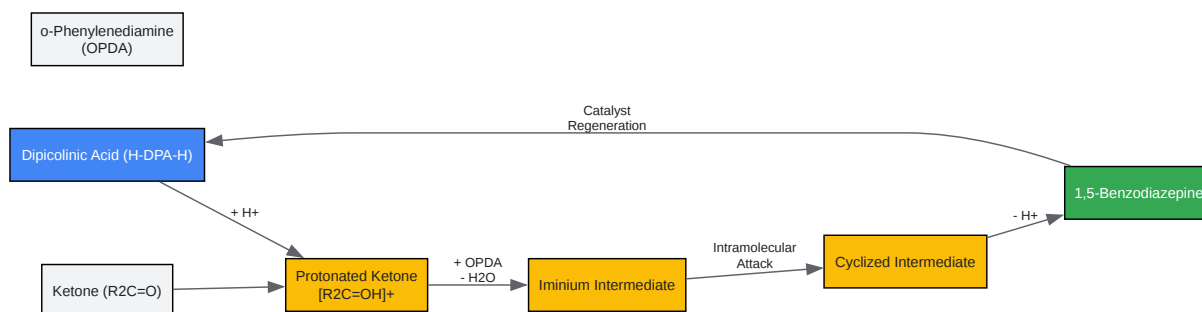 o-Phenylenediamine
(OPDA)
Catalyst
Regeneration
Dipicolinic Acid (H-DPA-H)
1,5-Benzodiazepine
+ H+
- H+
Intramolecular
Attack
Cyclized Intermediate
Ketone (R2C=O)
Protonated Ketone
[R2C=OH]+
+ OPDA
- H2O
Iminium Intermediate